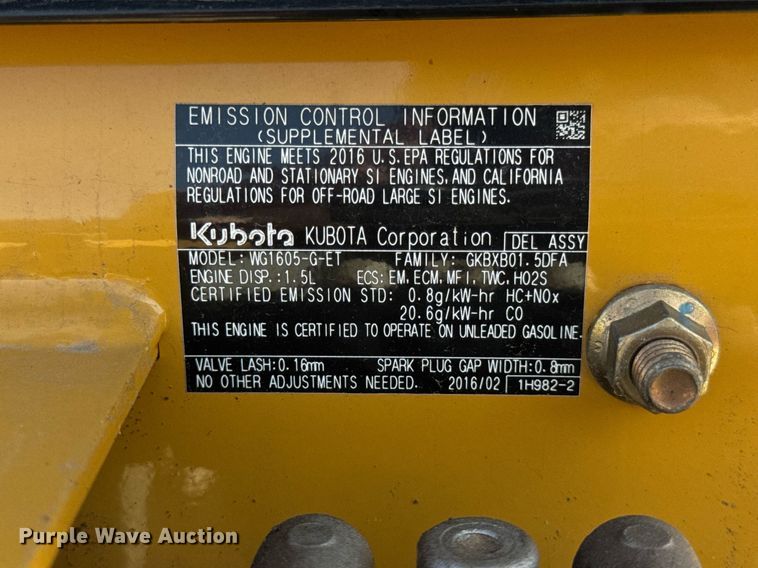 EMISSION CONTROL INFORMATION
(SUPPLEMENTAL LABEL)
THIS ENGINE MEETS 2016 U.S.EPA REGULATIONS FOR
NONROAD AND STATIONARY SI ENGINES, AND CALIFORNIA
REGULATIONS FOR OFF-ROAD LARGE SI ENGINES.
Kubota KUBOTA Corporation DEL ASSY
MODEL: WG1605-G-ET FAMILY: GKBXB01.5DFA
ENGINE DISP.: 1.5L ECS: EM, ECM, MFI, TWC, HO2S
CERTIFIED EMISSION STD: 0.8g/kW-hr HC+NOx
20.6g/kW-hr CO
THIS ENGINE IS CERTIFIED TO OPERATE ON UNLEADED GASOLINE.
VALVE LASH: 0.16mm SPARK PLUG GAP WIDTH: 0.8mm
NO OTHER ADJUSTMENTS NEEDED. 2016/02 1H982-2
Purple Wave Auction